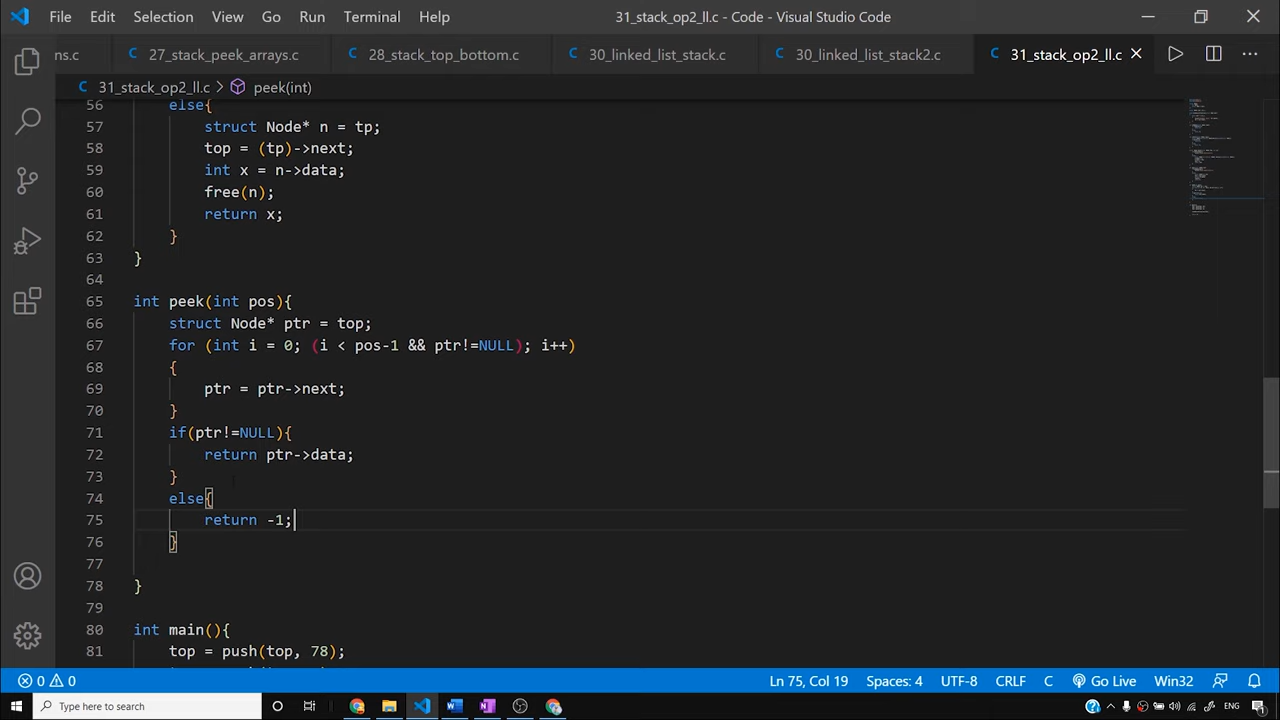 File Edit Selection View Go Run Terminal Help 31_stack_op2_ll.c - Code - Visual Studio Code
ns.c C 27_stack_peek_arrays.c C 28_stack_top_bottom.c C 30_linked_list_stack.c C 30_linked_list_stack2.c C 31_stack_op2_ll.c
C 31_stack_op2_ll.c > peek(int)
56 else{
57 struct Node* n = tp;
58 top = (tp)->next;
59 int x = n->data;
60 free(n);
61 return x;
62 }
63 }
64
65 int peek(int pos){
66 struct Node* ptr = top;
67 for (int i = 0; (i < pos-1 && ptr!=NULL); i++)
68 {
69 ptr = ptr->next;
70 }
71 if(ptr!=NULL){
72 return ptr->data;
73 }
74 else{
75 return -1;
76 }
77
78 }
79
80 int main(){
81 top = push(top, 78);
0 0 Ln 75, Col 19 Spaces: 4 UTF-8 CRLF C Go Live Win32
Type here to search ENG